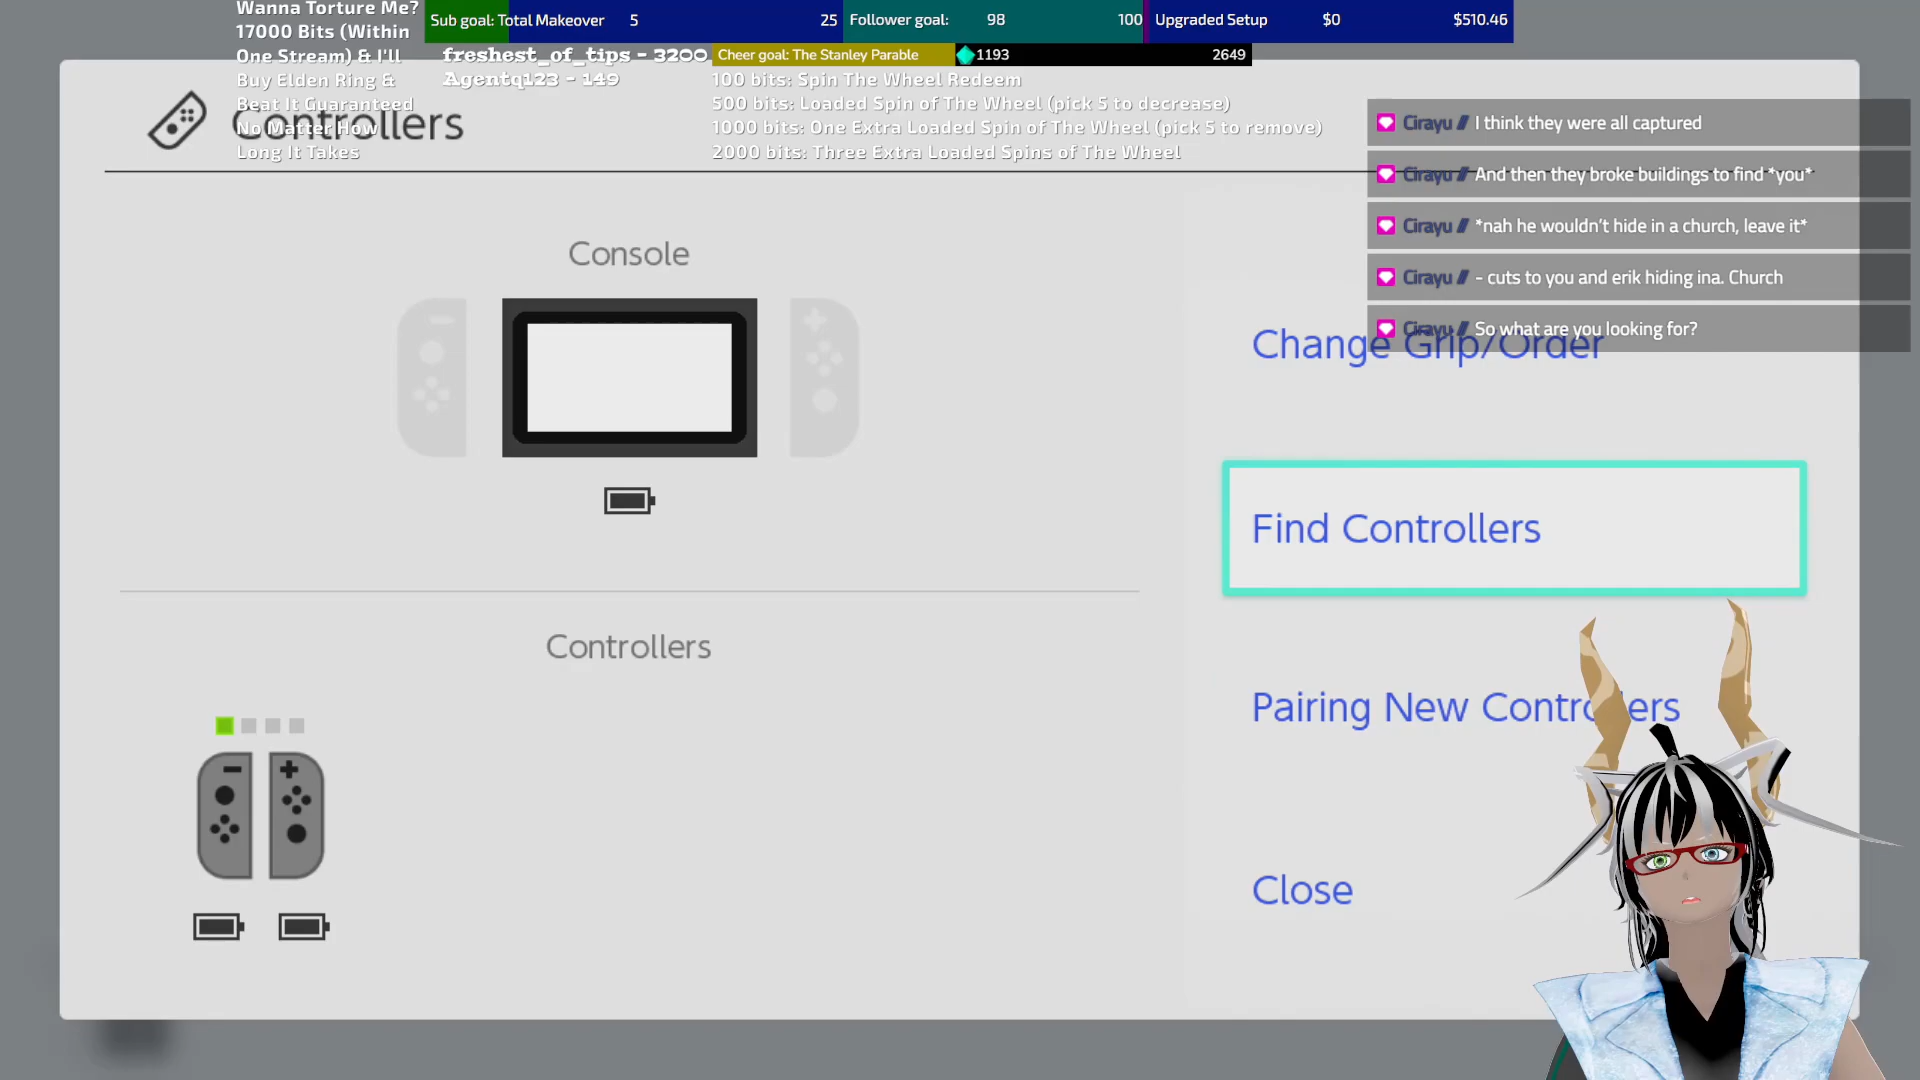 Wanna Torture Me?
17000 Bits (Within
One Stream) & I'll
Buy Elden Ring &
Beat It Guaranteed
No Matter How
Long It Takes
Sub goal: Total Makeover 5 25
Follower goal: 98 100
Upgraded Setup $0 $510.46
freshest_of_tips - 3200
Agentq123 - 149
Cheer goal: The Stanley Parable 1193 2649
100 bits: Spin The Wheel Redeem
500 bits: Loaded Spin of The Wheel (pick 5 to decrease)
1000 bits: One Extra Loaded Spin of The Wheel (pick 5 to remove)
2000 bits: Three Extra Loaded Spins of The Wheel
Controllers
Cirayu // I think they were all captured
Cirayu // And then they broke buildings to find *you*
Cirayu // *nah he wouldn't hide in a church, leave it*
Cirayu // - cuts to you and erik hiding ina. Church
Cirayu // So what are you looking for?
Console
Change Grip/Order
Find Controllers
Controllers
Pairing New Controllers
Close